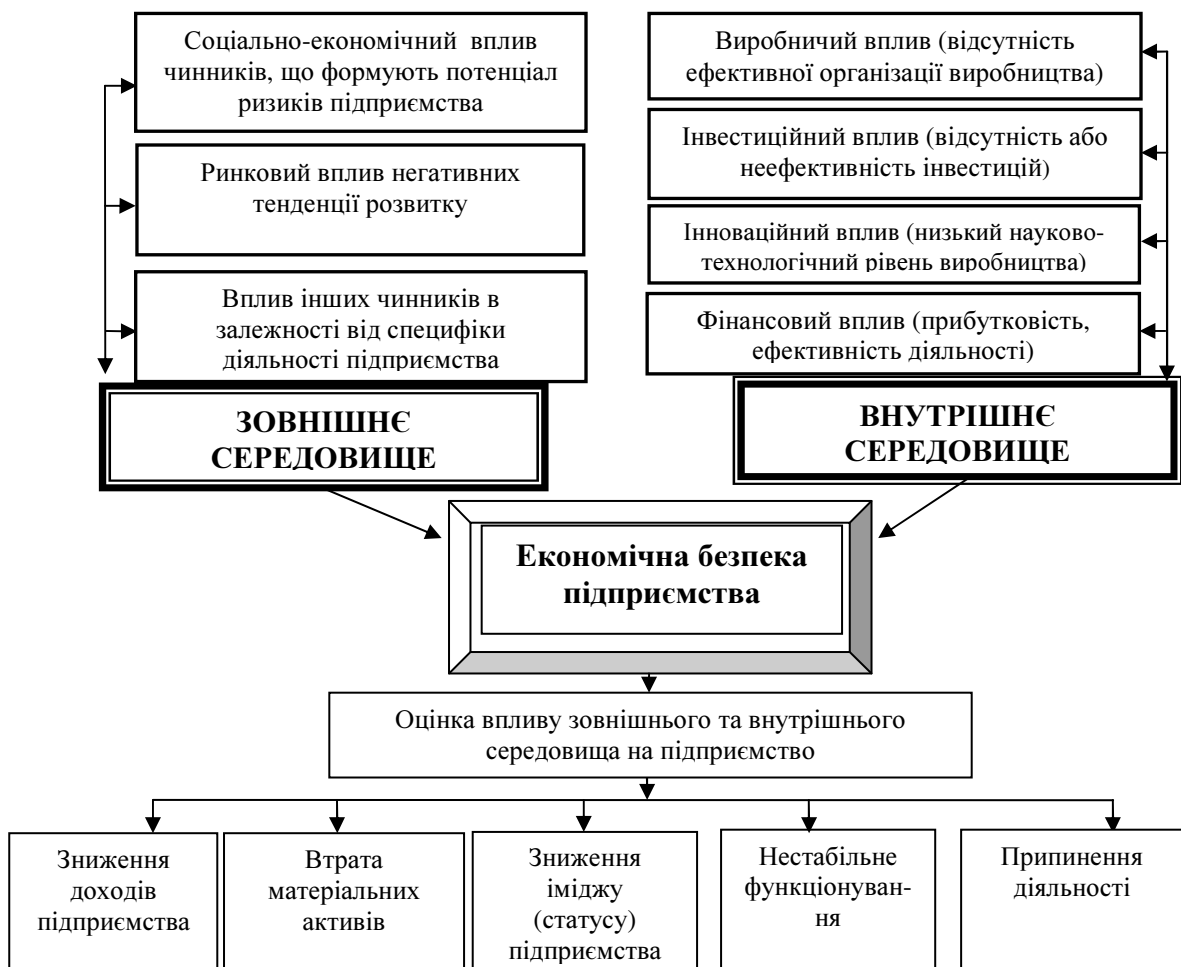 Соціально-економічний вплив
чинників, що формують потенціал
ризиків підприємства
Ринковий вплив негативних
тенденції розвитку
Вплив інших чинників в
залежності від специфіки
діяльності підприємства
ЗОВНІШНЄ
СЕРЕДОВИЩЕ
Виробничий вплив (відсутність
ефективної організації виробництва)
Інвестиційний вплив (відсутність або
неефективність інвестицій)
Інноваційний вплив (низький науково-
технологічний рівень виробництва)
Фінансовий вплив (прибутковість,
ефективність діяльності)
ВНУТРІШНЄ
СЕРЕДОВИЩЕ
Економічна безпека
підприємства
Оцінка впливу зовнішнього та внутрішнього
середовища на підприємство
Зниження
доходів
підприємства
Втрата
матеріальних
активів
Зниження
іміджу
(статусу)
підприємства
Нестабільне
функціонуван-
ня
Припинення
діяльності